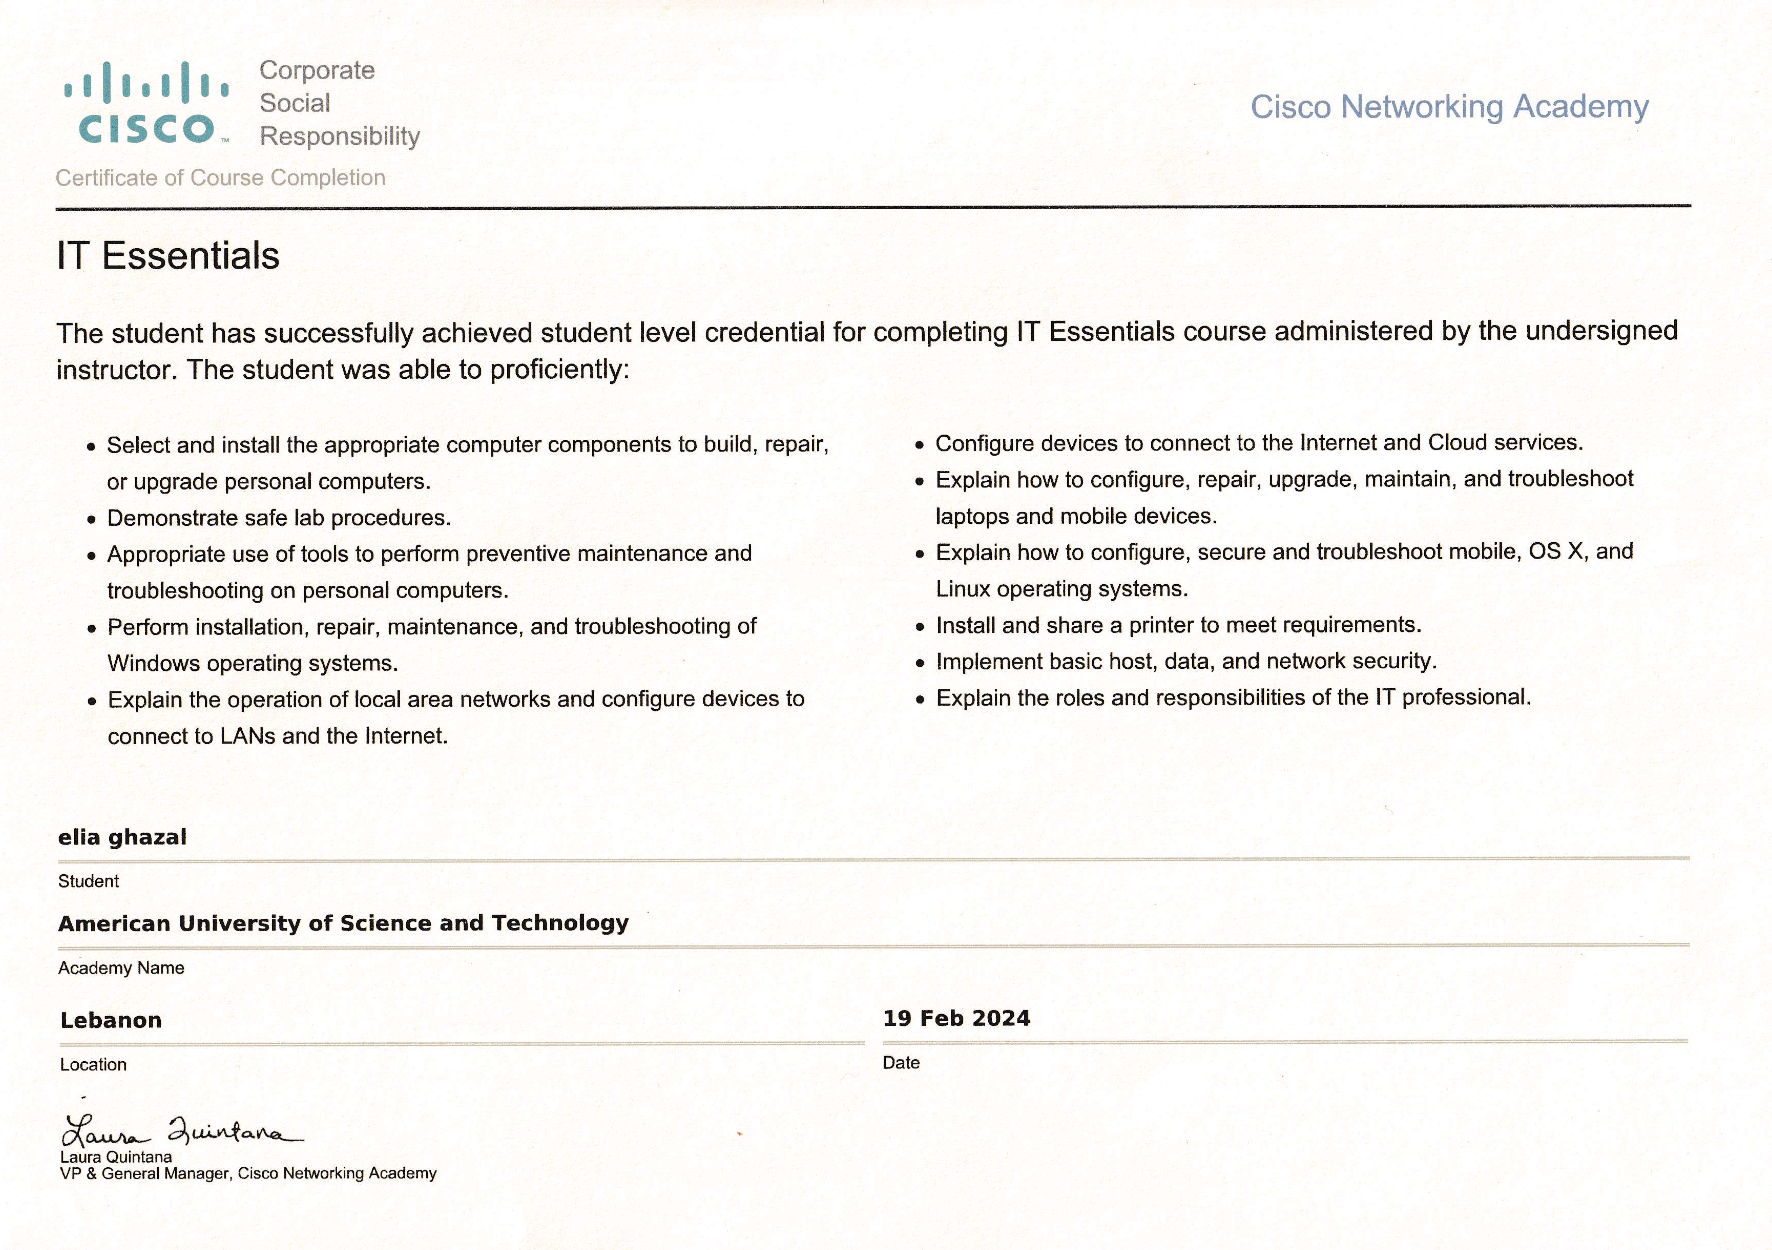 CISCO™
Corporate
Social
Responsibility
Cisco Networking Academy
Certificate of Course Completion
IT Essentials
The student has successfully achieved student level credential for completing IT Essentials course administered by the undersigned
instructor. The student was able to proficiently:
• Select and install the appropriate computer components to build, repair,
or upgrade personal computers.
• Demonstrate safe lab procedures.
• Appropriate use of tools to perform preventive maintenance and
troubleshooting on personal computers.
• Perform installation, repair, maintenance, and troubleshooting of
Windows operating systems.
• Explain the operation of local area networks and configure devices to
connect to LANs and the Internet.
• Configure devices to connect to the Internet and Cloud services.
• Explain how to configure, repair, upgrade, maintain, and troubleshoot
laptops and mobile devices.
• Explain how to configure, secure and troubleshoot mobile, OS X, and
Linux operating systems.
• Install and share a printer to meet requirements.
• Implement basic host, data, and network security.
• Explain the roles and responsibilities of the IT professional.
elia ghazal
Student
American University of Science and Technology
Academy Name
Lebanon
Location
19 Feb 2024
Date
Laura Quintana
Laura Quintana
VP & General Manager, Cisco Networking Academy